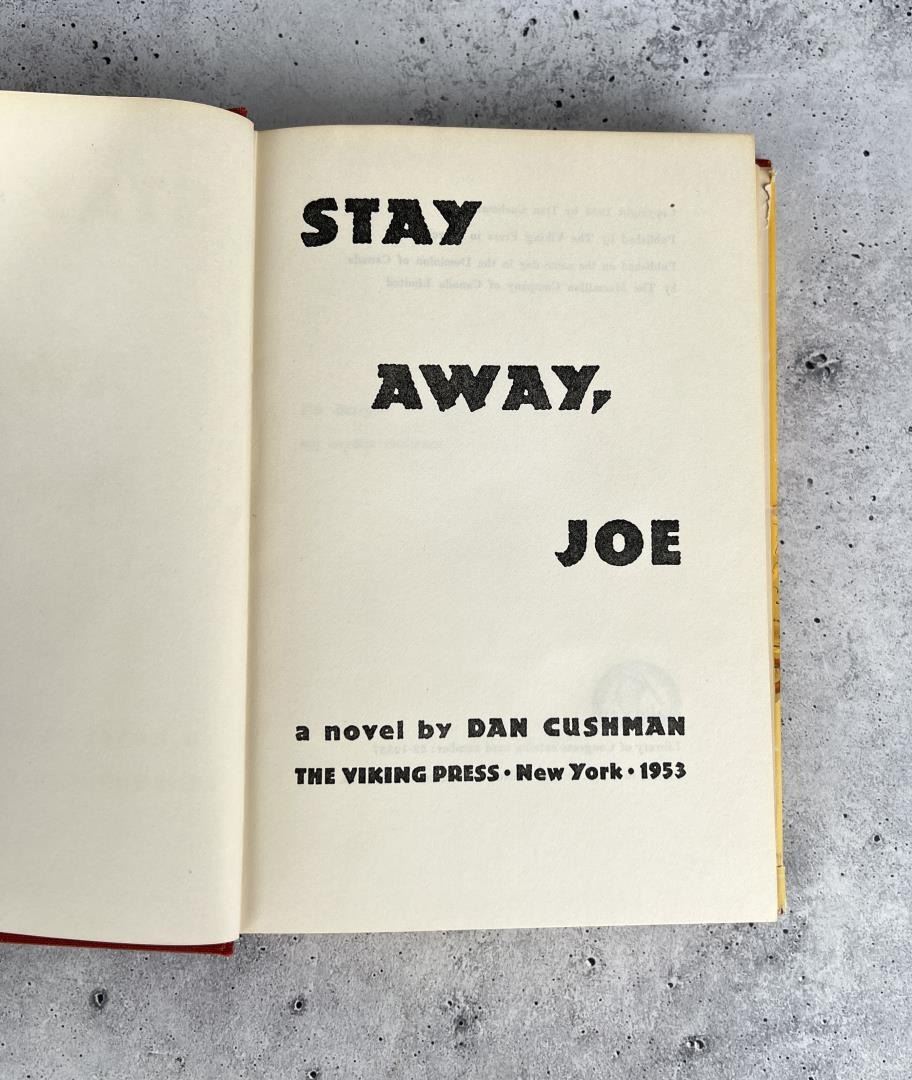 STAY
AWAY,
JOE
a novel by DAN CUSHMAN
THE VIKING PRESS • New York • 1953